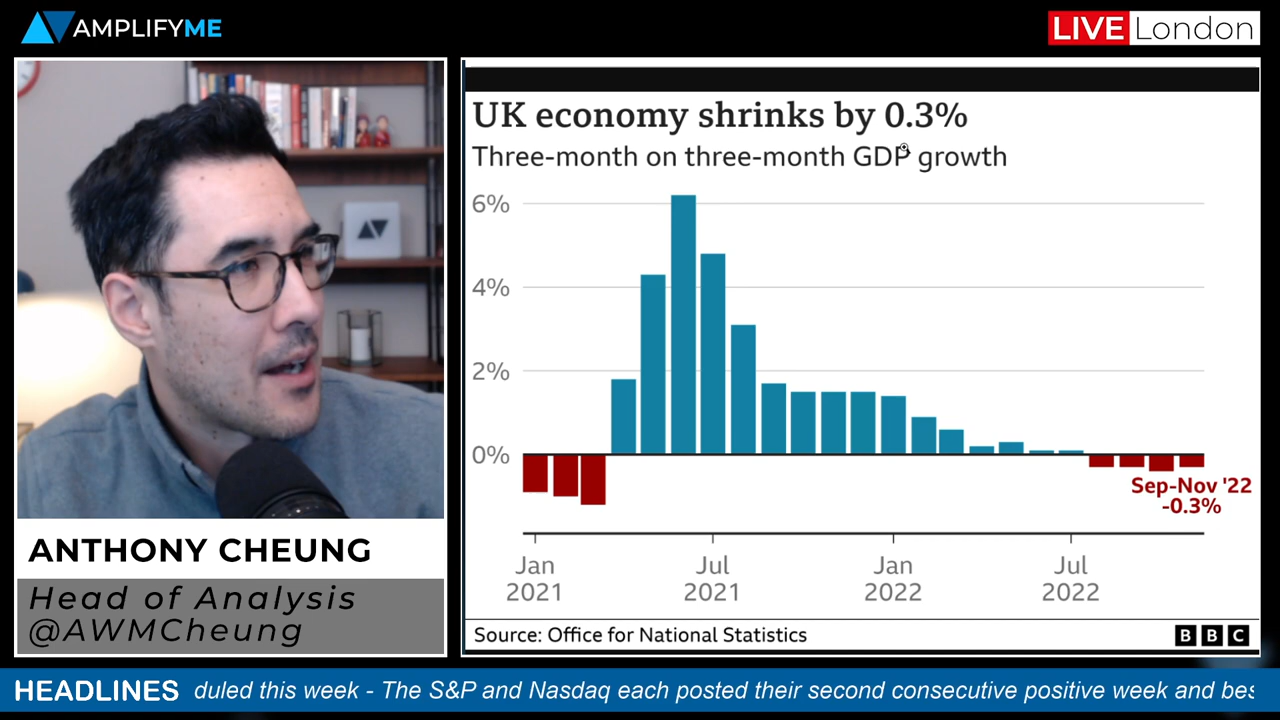 AMPLIFYME
LIVE London
UK economy shrinks by 0.3%
Three-month on three-month GDP growth
6%
4%
2%
0%
Sep-Nov '22
-0.3%
Jan
2021
Jul
2021
Jan
2022
Jul
2022
Source: Office for National Statistics
BBC
ANTHONY CHEUNG
Head of Analysis
@AWMCheung
HEADLINES duled this week - The S&P and Nasdaq each posted their second consecutive positive week and bes